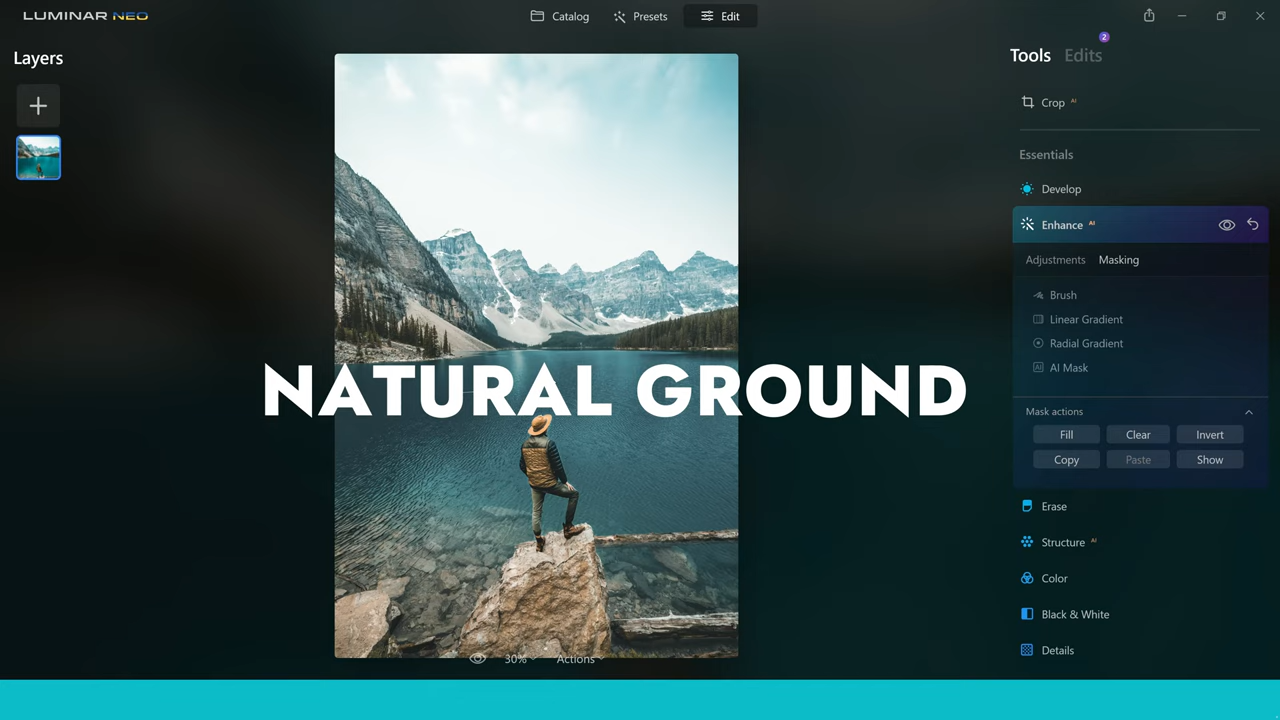 LUMINAR NEO
Catalog
Presets
Edit
Layers
Tools
Edits
2
Crop AI
Essentials
Develop
Enhance AI
Adjustments
Masking
Brush
Linear Gradient
Radial Gradient
AI Mask
NATURAL GROUND
Mask actions
Fill
Clear
Invert
Copy
Paste
Show
Erase
Structure AI
Color
Black & White
Details
30%
Actions